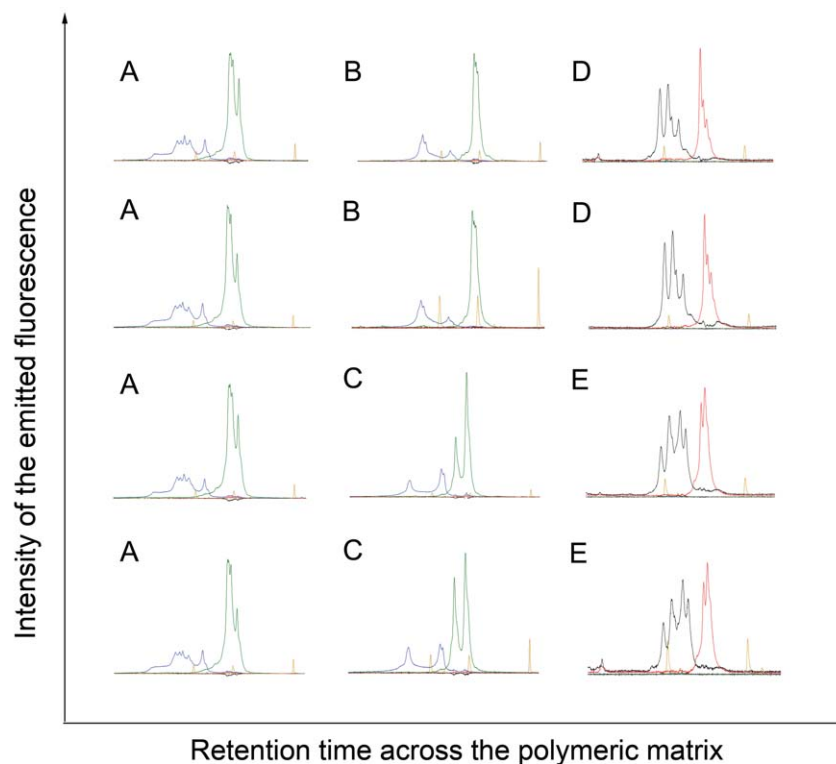 Intensity of the emitted fluorescence
A B D
A B D
A C E
A C E
Retention time across the polymeric matrix